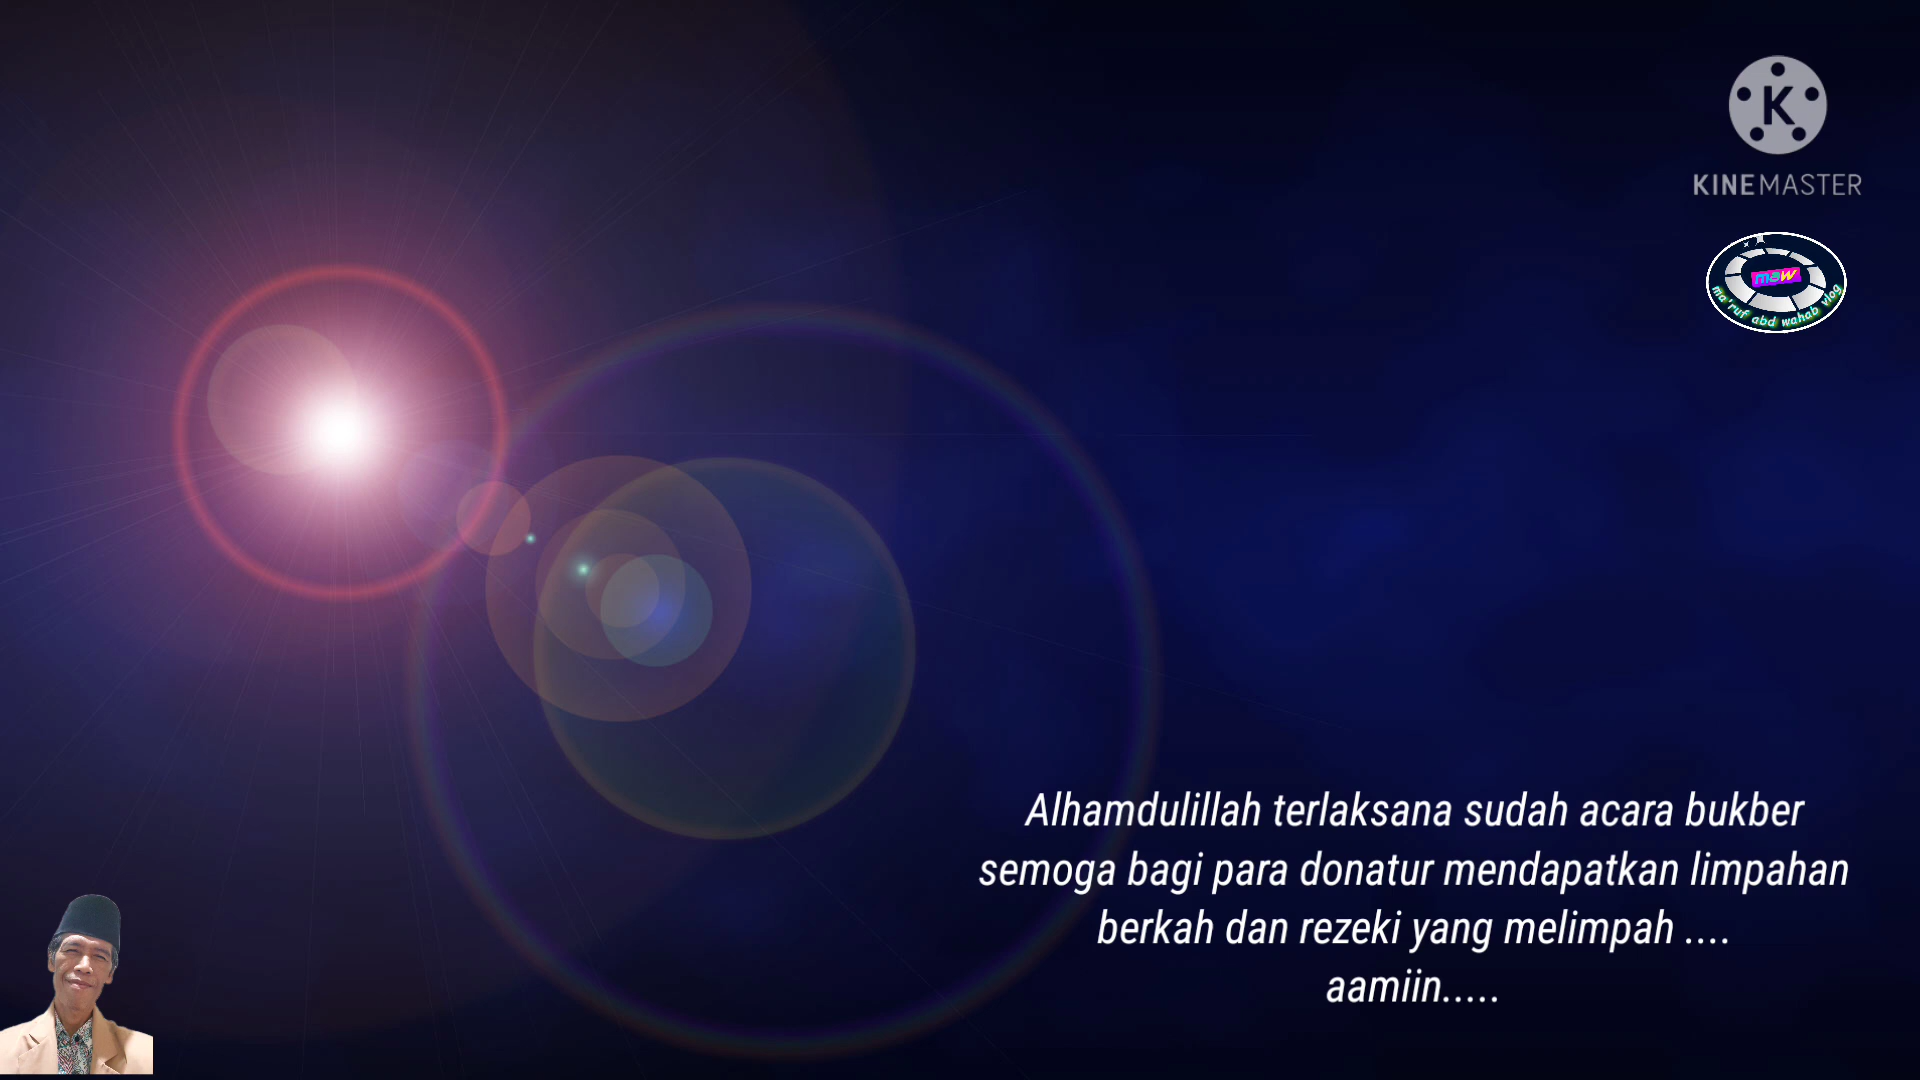 K
KINEMASTER
maw
ma'ruf abd wahab vlog
Alhamdulillah terlaksana sudah acara bukber
semoga bagi para donatur mendapatkan limpahan
berkah dan rezeki yang melimpah ....
aamiin.....